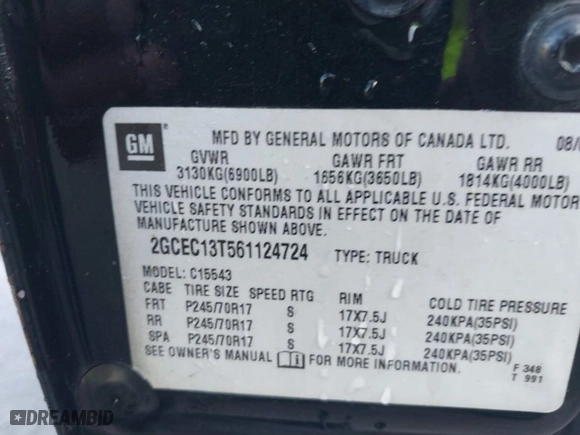 GM ®
MFD BY GENERAL MOTORS OF CANADA LTD. 08/
GVWR GAWR FRT GAWR RR
3130KG(6900LB) 1656KG(3650LB) 1814KG(4000LB)
THIS VEHICLE CONFORMS TO ALL APPLICABLE U.S. FEDERAL MOTOR
VEHICLE SAFETY STANDARDS IN EFFECT ON THE DATE OF
MANUFACTURE SHOWN ABOVE.
2GCEC13T561124724 TYPE: TRUCK
MODEL: C15543
CABE TIRE SIZE SPEED RTG RIM COLD TIRE PRESSURE
FRT P245/70R17 S 17X7.5J 240KPA(35PSI)
RR P245/70R17 S 17X7.5J 240KPA(35PSI)
SPA P245/70R17 S 17X7.5J 240KPA(35PSI)
SEE OWNER'S MANUAL FOR MORE INFORMATION.
F 348
T 991
DREAMBID